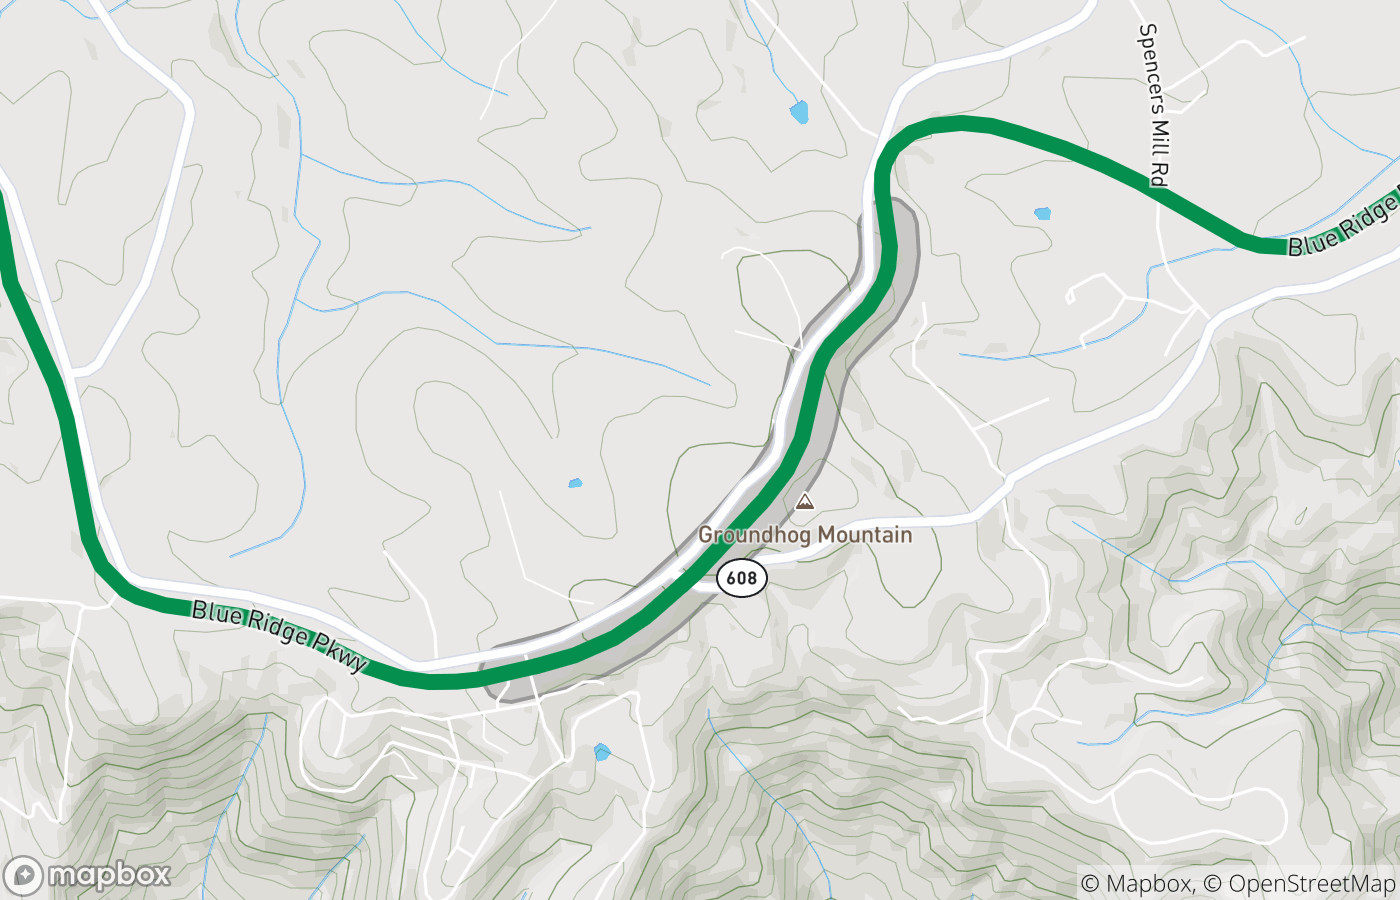 Spencers Mill Rd
Blue Ridge
Groundhog Mountain
608
Blue Ridge Pkwy
mapbox
© Mapbox, © OpenStreetMap